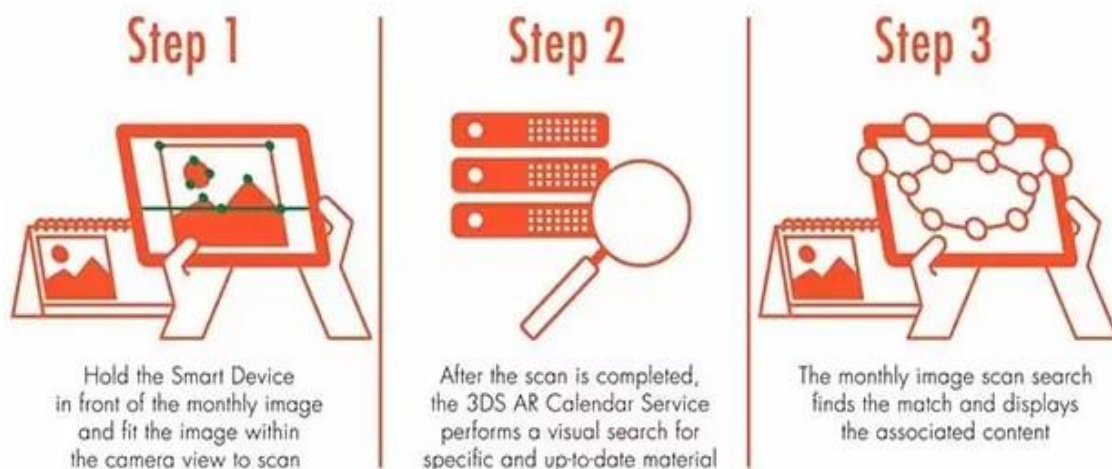 Step 1
Hold the Smart Device
in front of the monthly image
and fit the image within
the camera view to scan
Step 2
After the scan is completed,
the 3DS AR Calendar Service
performs a visual search for
specific and up-to-date material
Step 3
The monthly image scan search
finds the match and displays
the associated content